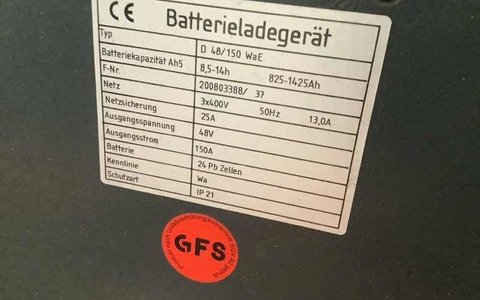 CE Batterieladegerät
Typ D 48/150 WaE
Batteriekapazität Ah5 8,5-14h 825-1425Ah
F-Nr. 200803388/ 37
Netz 3x400V 50Hz 13,0A
Netzsicherung 25A
Ausgangsspannung 48V
Ausgangsstrom 150A
Batterie 24 Pb Zellen
Kennlinie Wa
Schutzart IP 21
GFS